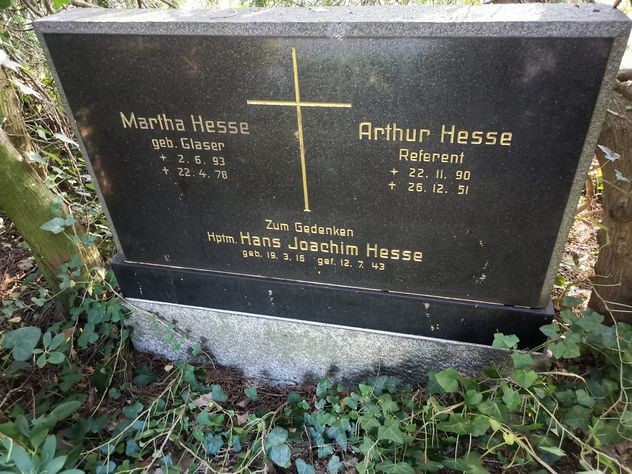 Martha Hesse
geb. Glaser
* 2. 6. 93
+ 22. 4. 78
Arthur Hesse
Referent
* 22. 11. 90
+ 26. 12. 51
Zum Gedenken
Hptm. Hans Joachim Hesse
geb. 19. 3. 16 gef. 12. 7. 43